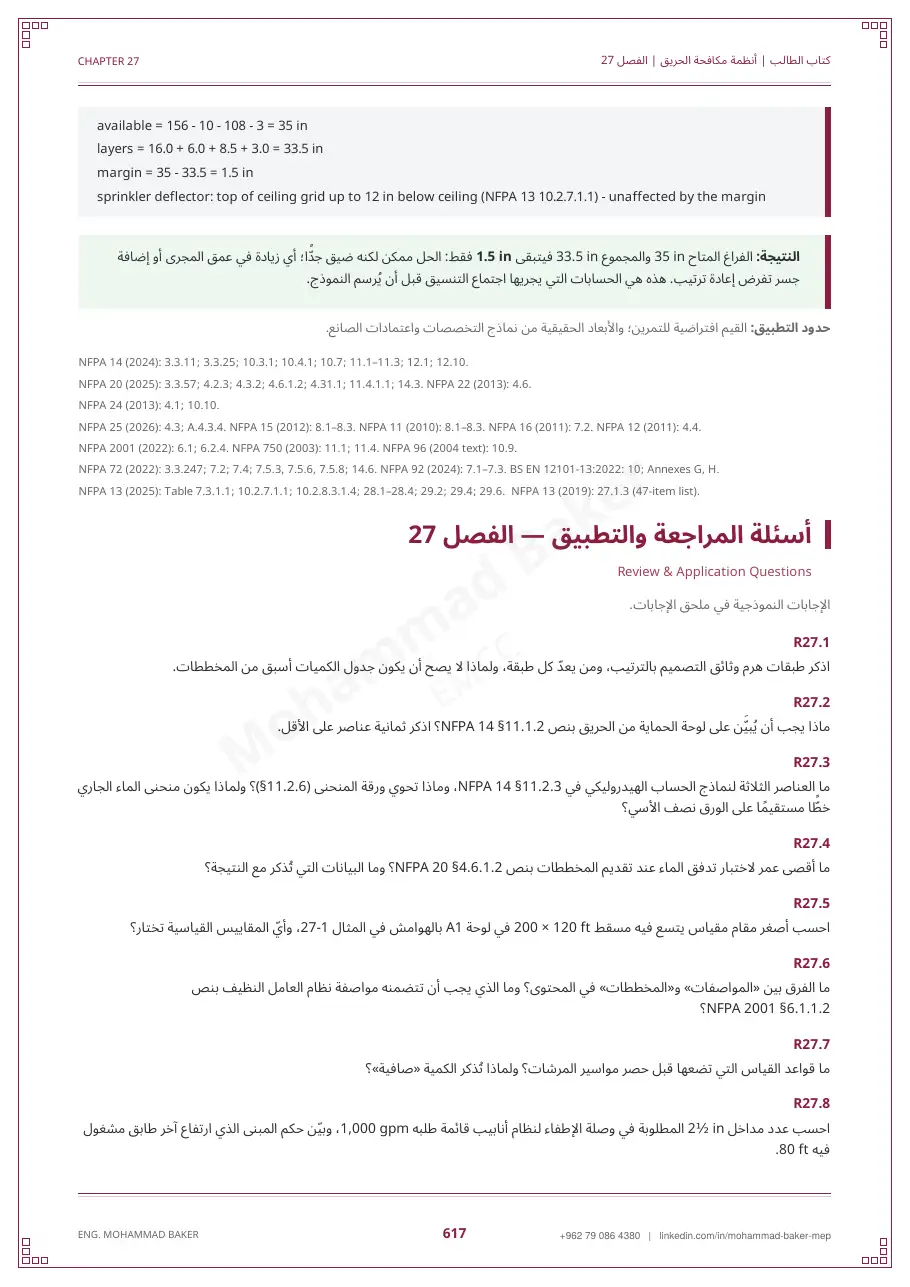 CHAPTER 27
كتاب الطالب | أنظمة مكافحة الحريق | الفصل 27
available = 156 - 10 - 108 - 3 = 35 in
layers = 16.0 + 6.0 + 8.5 + 3.0 = 33.5 in
margin = 35 - 33.5 = 1.5 in
sprinkler deflector: top of ceiling grid up to 12 in below ceiling (NFPA 13 10.2.7.1.1) - unaffected by the margin
النتيجة: الفراغ المتاح 35 in والمجموع 33.5 in فيتبقى 1.5 in فقط: الحل ممكن لكنه ضيق جدًّا؛ أي زيادة في عمق المجرى أو إضافة
جسر تفرض إعادة ترتيب. هذه هي الحسابات التي يجريها اجتماع التنسيق قبل أن يُرسم النموذج.
حدود التطبيق: القيم افتراضية للتمرين؛ والأبعاد الحقيقية من نماذج التخصصات واعتمادات الصانع.
NFPA 14 (2024): 3.3.11; 3.3.25; 10.3.1; 10.4.1; 10.7; 11.1–11.3; 12.1; 12.10.
NFPA 20 (2025): 3.3.57; 4.2.3; 4.3.2; 4.6.1.2; 4.31.1; 11.4.1.1; 14.3. NFPA 22 (2013): 4.6.
NFPA 24 (2013): 4.1; 10.10.
NFPA 25 (2026): 4.3; A.4.3.4. NFPA 15 (2012): 8.1–8.3. NFPA 11 (2010): 8.1–8.3. NFPA 16 (2011): 7.2. NFPA 12 (2011): 4.4.
NFPA 2001 (2022): 6.1; 6.2.4. NFPA 750 (2003): 11.1; 11.4. NFPA 96 (2004 text): 10.9.
NFPA 72 (2022): 3.3.247; 7.2; 7.4; 7.5.3, 7.5.6, 7.5.8; 14.6. NFPA 92 (2024): 7.1–7.3. BS EN 12101-13:2022: 10; Annexes G, H.
NFPA 13 (2025): Table 7.3.1.1; 10.2.7.1.1; 10.2.8.3.1.4; 28.1–28.4; 29.2; 29.4; 29.6. NFPA 13 (2019): 27.1.3 (47-item list).
أسئلة المراجعة والتطبيق — الفصل 27
Review & Application Questions
الإجابات النموذجية في ملحق الإجابات.
R27.1
اذكر طبقات هرم وثائق التصميم بالترتيب، ومن يعدّ كل طبقة، ولماذا لا يصح أن يكون جدول الكميات أسبق من المخططات.
R27.2
ماذا يجب أن يُبيَّن على لوحة الحماية من الحريق بنص NFPA 14 §11.1.2؟ اذكر ثمانية عناصر على الأقل.
R27.3
ما العناصر الثلاثة لنماذج الحساب الهيدروليكي في NFPA 14 §11.2.3، وماذا تحوي ورقة المنحنى (§11.2.6)؟ ولماذا يكون منحنى الماء الجاري
خطًّا مستقيمًا على الورق نصف الأسي؟
R27.4
ما أقصى عمر لاختبار تدفق الماء عند تقديم المخططات بنص NFPA 20 §4.6.1.2؟ وما البيانات التي تُذكر مع النتيجة؟
R27.5
احسب أصغر مقام مقياس يتسع فيه مسقط 200 × 120 ft في لوحة A1 بالهوامش في المثال 27-1، وأيّ المقاييس القياسية تختار؟
R27.6
ما الفرق بين «المواصفات» و«المخططات» في المحتوى؟ وما الذي يجب أن تتضمنه مواصفة نظام العامل النظيف بنص
NFPA 2001 §6.1.1.2؟
R27.7
ما قواعد القياس التي تضعها قبل حصر مواسير المرشات؟ ولماذا تُذكر الكمية «صافية»؟
R27.8
احسب عدد مداخل 2½ in المطلوبة في وصلة الإطفاء لنظام أنابيب قائمة طلبه 1,000 gpm، وبيّن حكم المبنى الذي ارتفاع آخر طابق مشغول
فيه 80 ft.
Mohammad Baker
EMCC
ENG. MOHAMMAD BAKER
617
+962 79 086 4380 | linkedin.com/in/mohammad-baker-mep